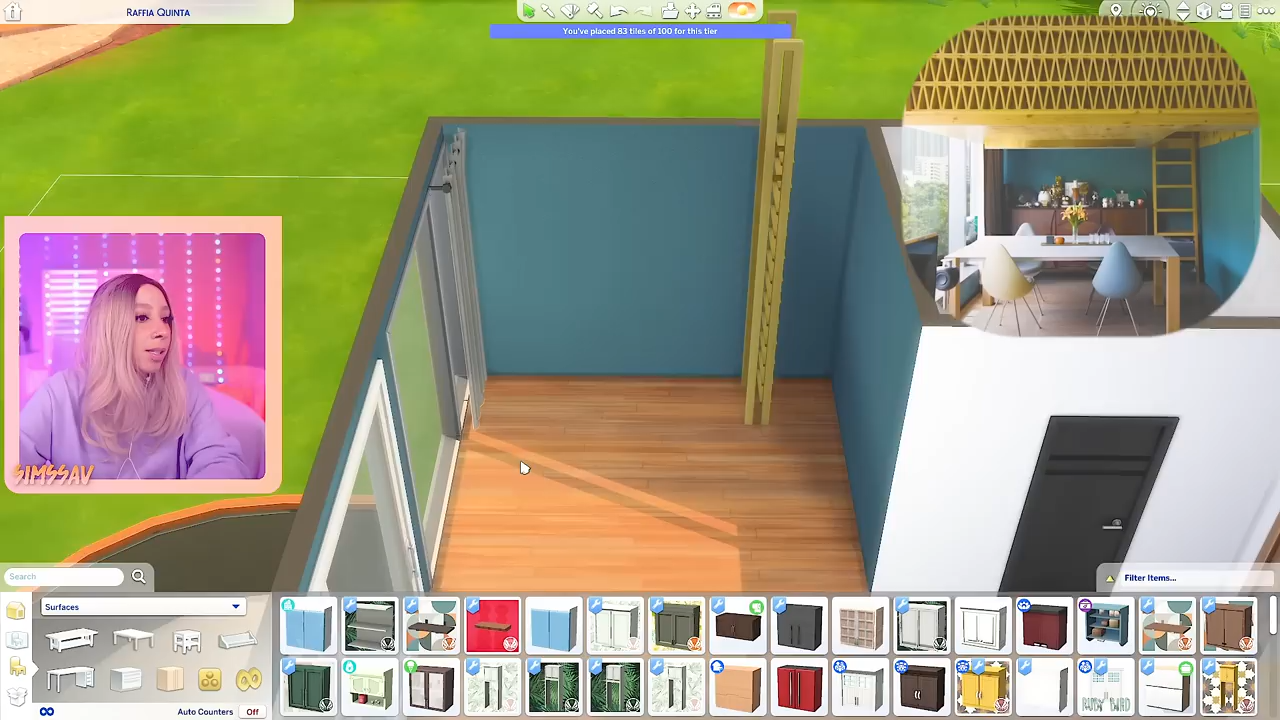 RAFFIA QUINTA
You've placed 83 tiles of 100 for this tier
SIMSSAV
Search
Filter Items...
Surfaces
Auto Counters
Off